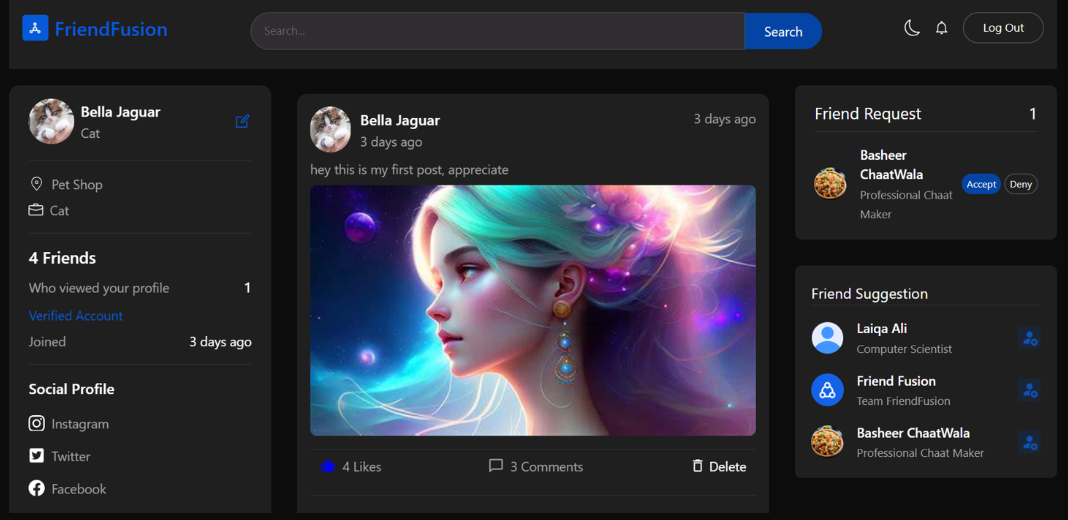 FriendFusion
Search...
Search
Log Out
Bella Jaguar
Cat
Pet Shop
Cat
4 Friends
Who viewed your profile 1
Verified Account
Joined 3 days ago
Social Profile
Instagram
Twitter
Facebook
Bella Jaguar
3 days ago
3 days ago
hey this is my first post, appreciate
4 Likes
3 Comments
Delete
Friend Request 1
Basheer
ChaatWala
Professional Chaat
Maker
Accept
Deny
Friend Suggestion
Laiqa Ali
Computer Scientist
Friend Fusion
Team FriendFusion
Basheer ChaatWala
Professional Chaat Maker